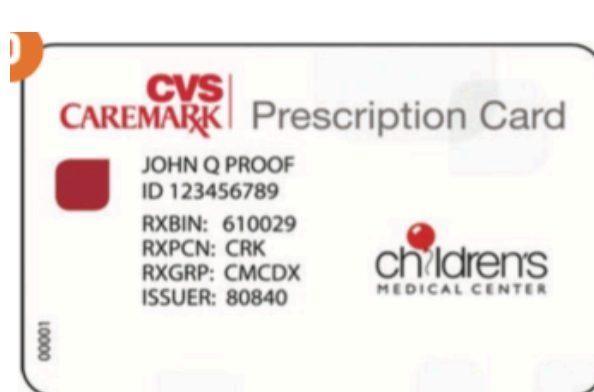 CVS
CAREMARK
Prescription Card
JOHN Q PROOF
ID 123456789
RXBIN: 610029
RXPCN: CRK
RXGRP: CMCDX
ISSUER: 80840
children's
MEDICAL CENTER
00001